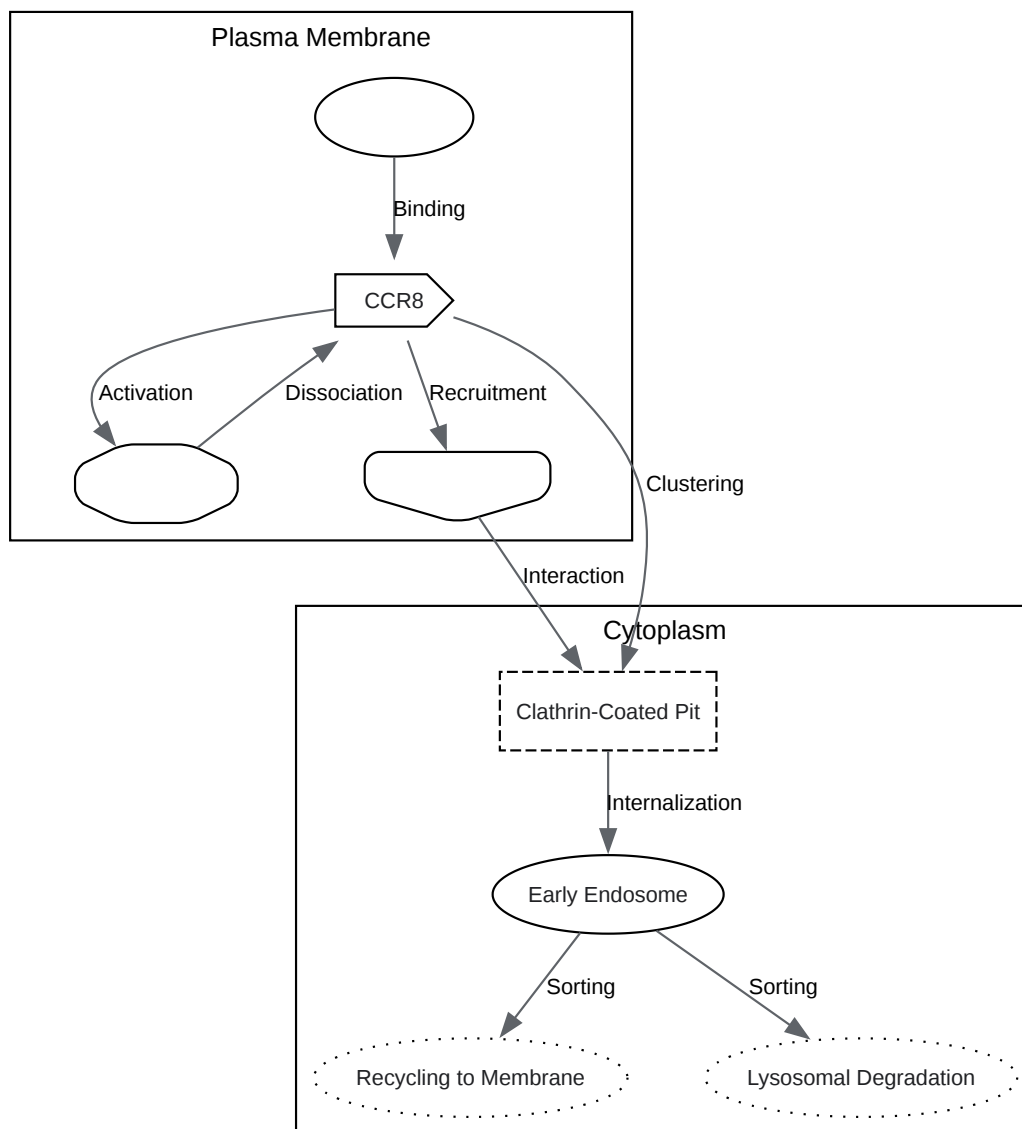 Plasma Membrane
Binding
CCR8
Activation
Dissociation
Recruitment
Clustering
Interaction
Cytoplasm
Clathrin-Coated Pit
Internalization
Early Endosome
Sorting
Sorting
Recycling to Membrane
Lysosomal Degradation